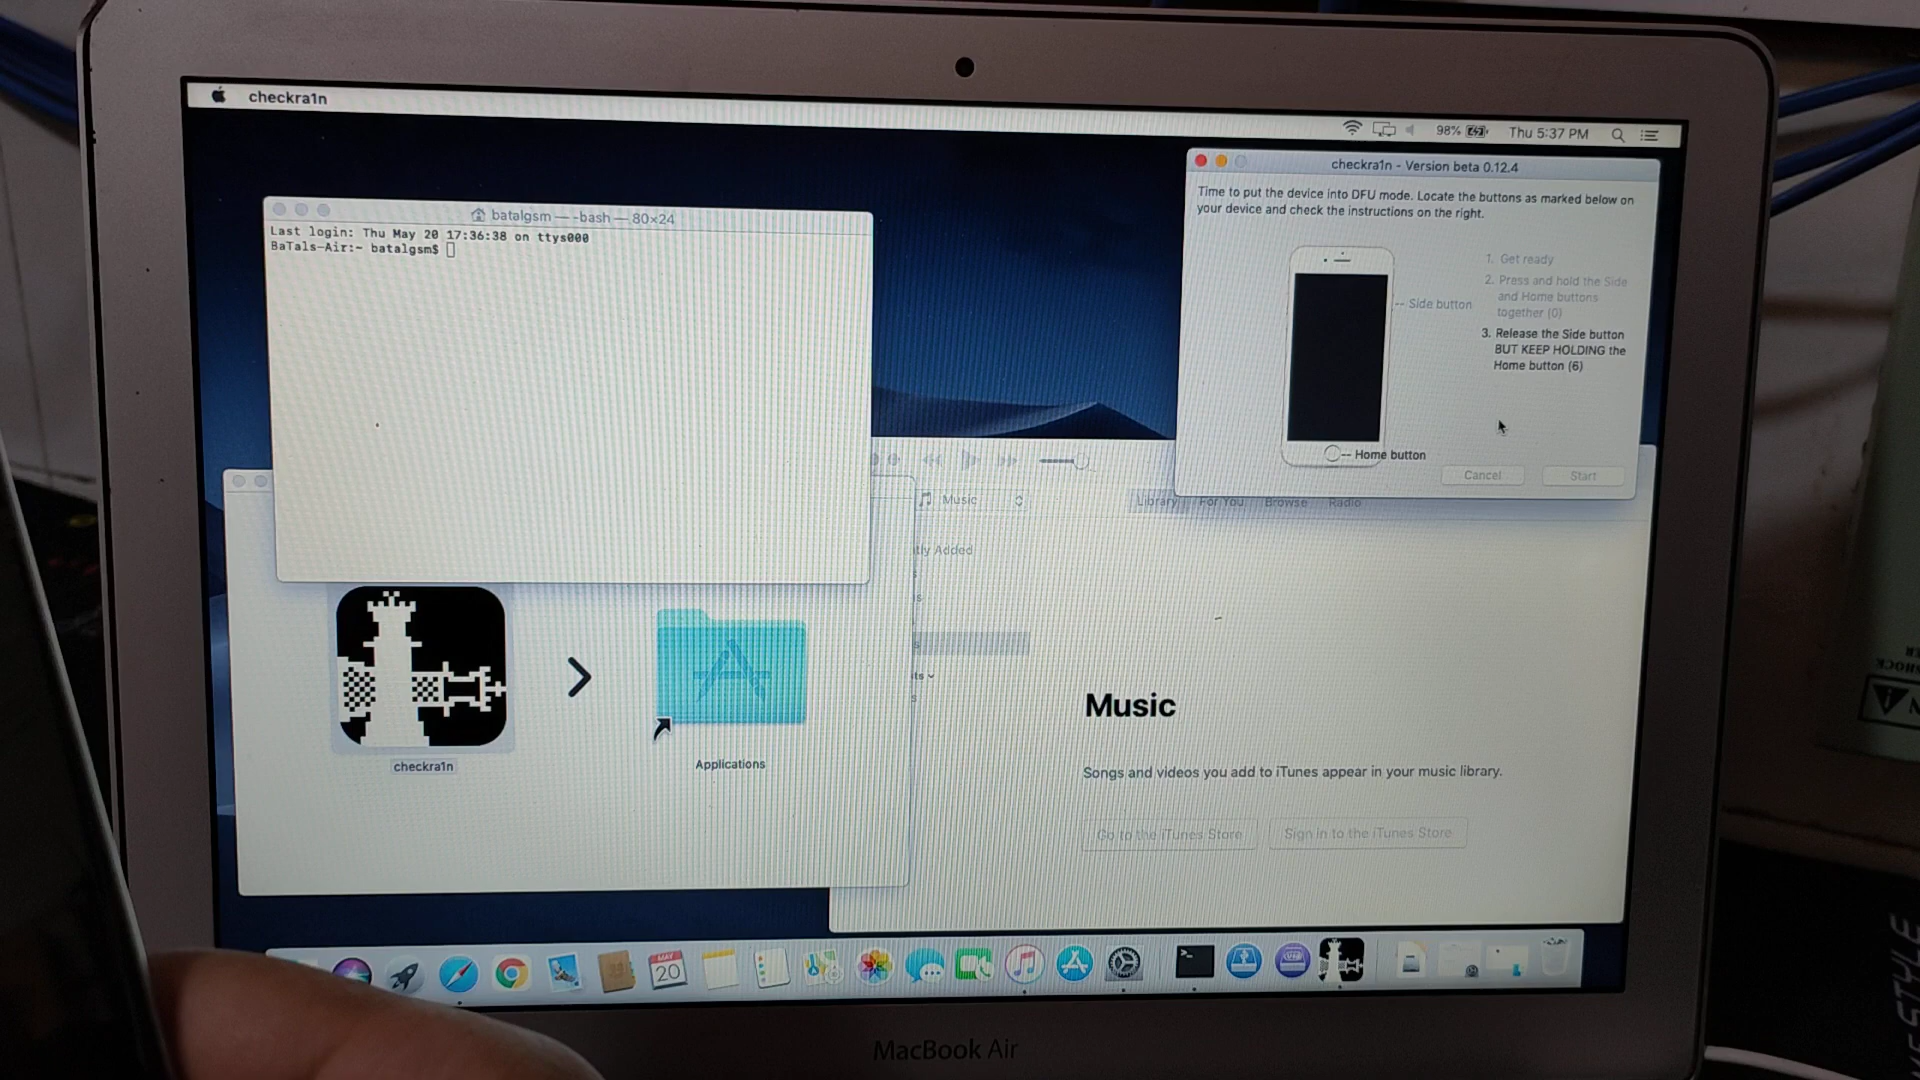 checkra1n
98%
Thu 5:37 PM
checkra1n - Version beta 0.12.4
Time to put the device into DFU mode. Locate the buttons as marked below on
your device and check the instructions on the right.
1. Get ready
2. Press and hold the Side
and Home buttons
together (0)
3. Release the Side button
BUT KEEP HOLDING the
Home button (6)
-- Side button
-- Home button
Cancel
Start
batalgsm — -bash — 80×24
Last login: Thu May 20 17:36:38 on ttys000
BaTals-Air:~ batalgsm$
Music
Library
For You
Browse
Radio
tly Added
checkra1n
Applications
Music
Songs and videos you add to iTunes appear in your music library.
Go to the iTunes Store
Sign in to the iTunes Store
MAY
20
MacBook Air